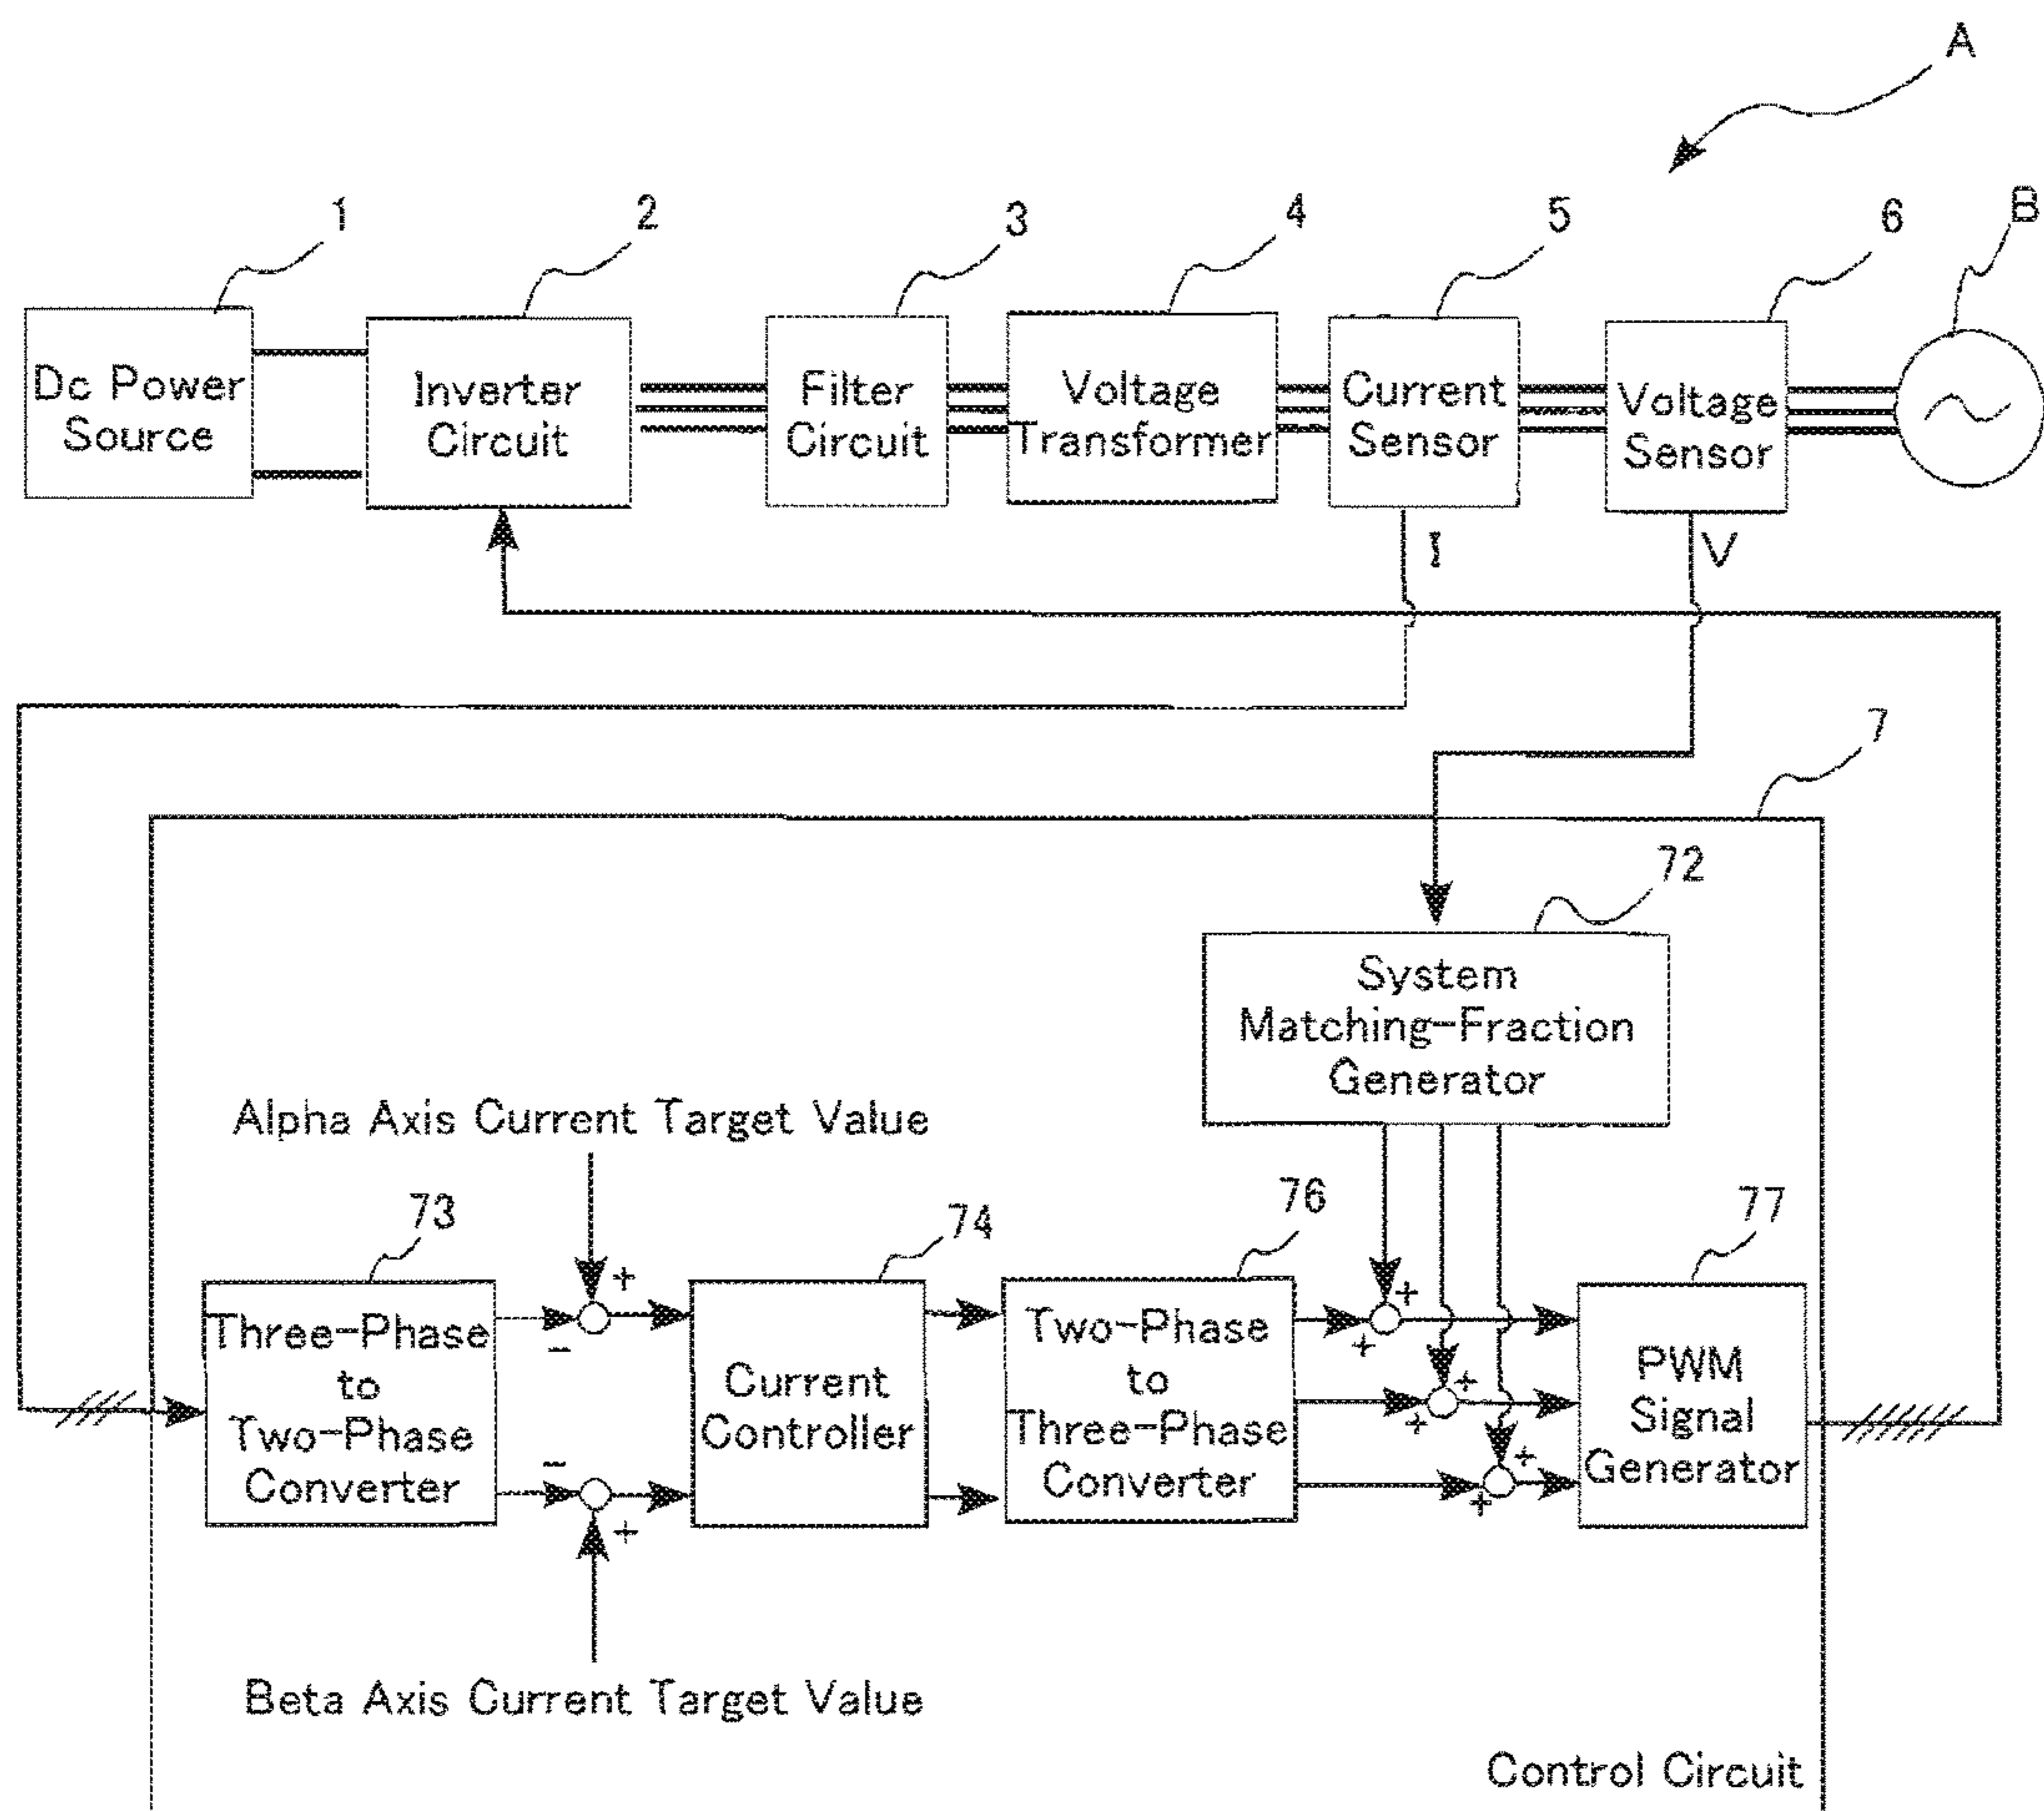 A
1
2
3
4
5
6
B
Dc Power
Source
Inverter
Circuit
Filter
Circuit
Voltage
Transformer
Current
Sensor
Voltage
Sensor
I
V
7
72
System
Matching-Fraction
Generator
Alpha Axis Current Target Value
73
74
76
77
+
-
Three-Phase
to
Two-Phase
Converter
-
+
Current
Controller
Two-Phase
to
Three-Phase
Converter
+
+
+
+
+
+
PWM
Signal
Generator
Beta Axis Current Target Value
Control Circuit